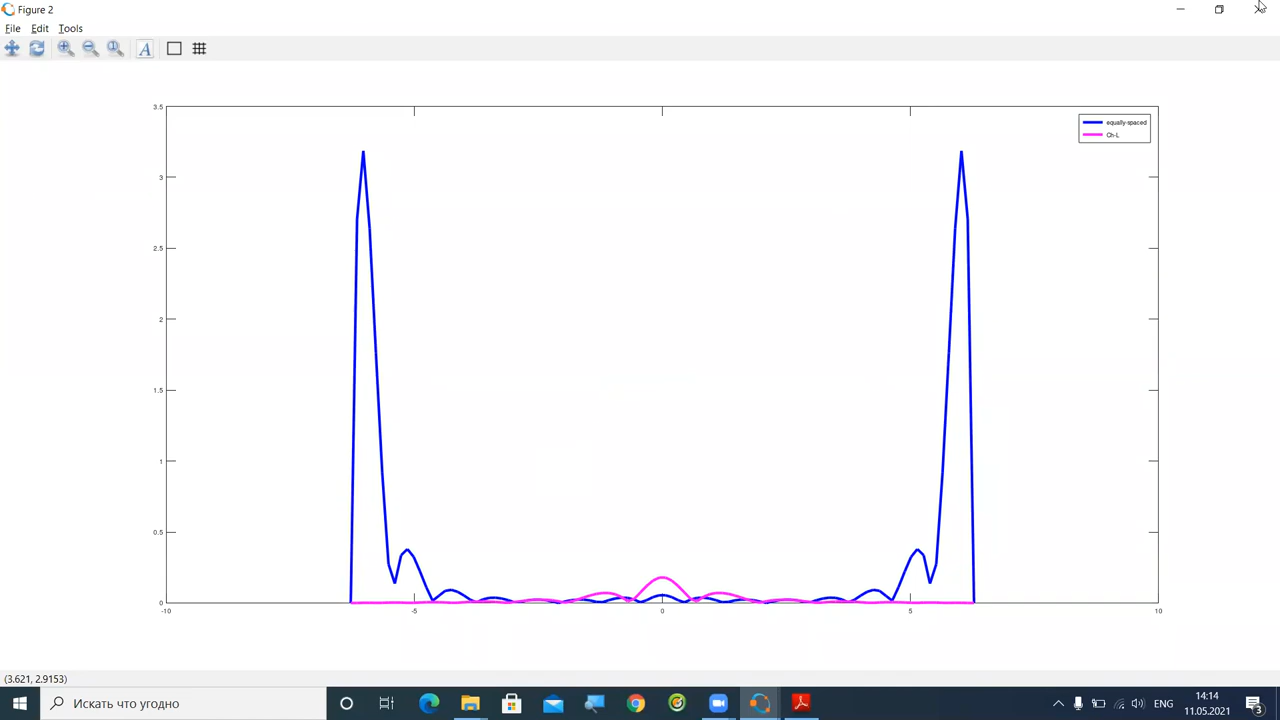 Figure 2
File Edit Tools
A
equally-spaced
Ch-L
3.5
3
2.5
2
1.5
1
0.5
0
-10 -5 0 5 10
(3.621, 2.9153)
Искать что угодно
ENG
14:14
11.05.2021
3